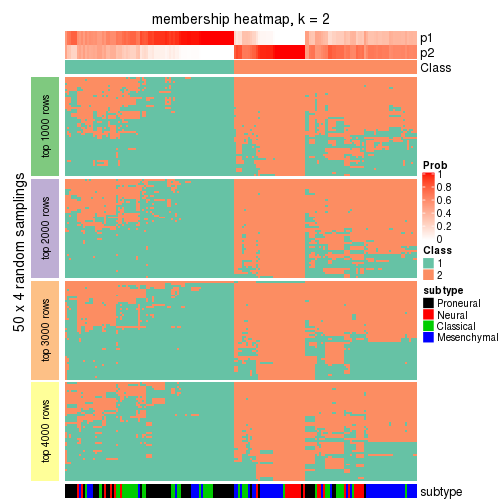 membership heatmap, k = 2
p1
p2
Class
50 x 4 random samplings
top 1000 rows
top 2000 rows
top 3000 rows
top 4000 rows
Prob
1
0.8
0.6
0.4
0.2
0
Class
1
2
subtype
Proneural
Neural
Classical
Mesenchymal
subtype